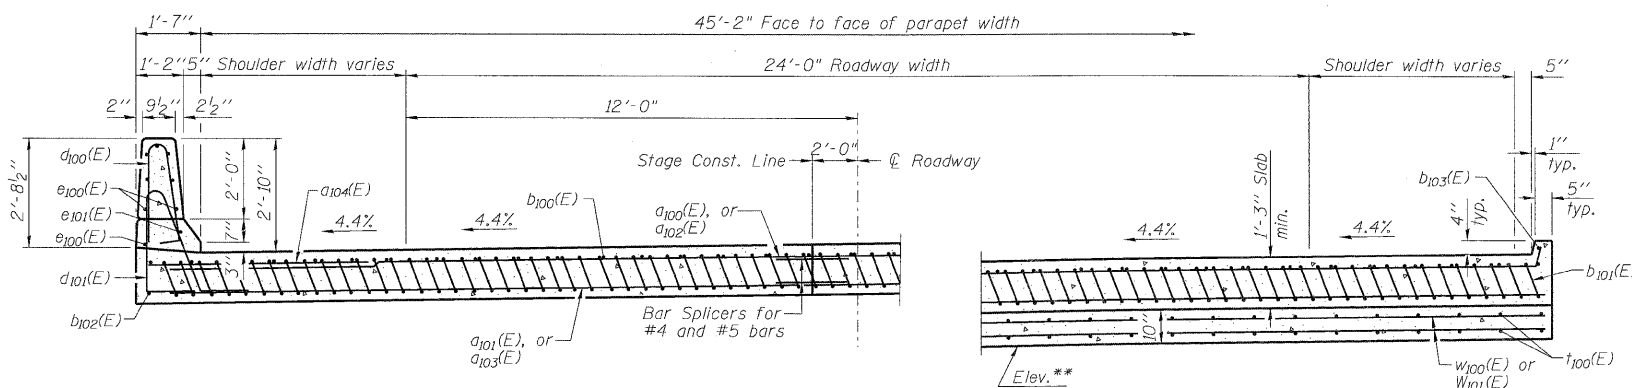 1'-7"
45'-2" Face to face of parapet width
1'-2"
5"
Shoulder width varies
24'-0" Roadway width
Shoulder width varies
5"
2"
9½"
2½"
12'-0"
2'-0"
1"
typ.
Stage Const. Line
℄ Roadway
d100(E)
e100(E)
e101(E)
e100(E)
d101(E)
b102(E)
2'-8½"
2'-0"
2'-10"
7"
3"
a104(E)
4.4%
4.4%
b100(E)
a100(E), or
a102(E)
1'-3" Slab
min.
4.4%
4.4%
b103(E)
4"
typ.
5"
typ.
b101(E)
a101(E), or
a103(E)
Bar Splicers for
#4 and #5 bars
10"
Elev.**
w100(E) or
W101(E)
t100(E)